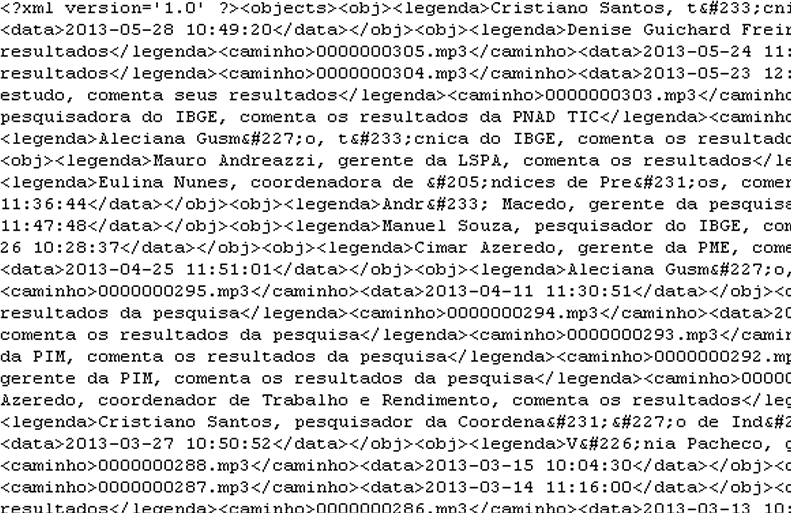 <?xml version='1.0' ?><objects><obj><legenda>Cristiano Santos, t&#233;cni
<data>2013-05-28 10:49:20</data></obj><obj><legenda>Denise Guichard Freir
resultados</legenda><caminho>0000000305.mp3</caminho><data>2013-05-24 11:
resultados</legenda><caminho>0000000304.mp3</caminho><data>2013-05-23 12:
estudo, comenta seus resultados</legenda><caminho>0000000303.mp3</caminho
pesquisadora do IBGE, comenta os resultados da PNAD TIC</legenda><caminho
<legenda>Aleciana Gusm&#227;o, t&#233;cnica do IBGE, comenta os resultado
<obj><legenda>Mauro Andreazzi, gerente da LSPA, comenta os resultados</le
<legenda>Eulina Nunes, coordenadora de &#205;ndices de Pre&#231;os, comen
11:36:44</data></obj><obj><legenda>Andr&#233; Macedo, gerente da pesquisa
11:47:48</data></obj><obj><legenda>Manuel Souza, pesquisador do IBGE, com
26 10:28:37</data></obj><obj><legenda>Cimar Azeredo, gerente da PME, come
<data>2013-04-25 11:51:01</data></obj><obj><legenda>Aleciana Gusm&#227;o,
<caminho>0000000295.mp3</caminho><data>2013-04-11 11:30:51</data></obj><o
resultados da pesquisa</legenda><caminho>0000000294.mp3</caminho><data>20
comenta os resultados da pesquisa</legenda><caminho>0000000293.mp3</camin
da PIM, comenta os resultados da pesquisa</legenda><caminho>0000000292.mp
gerente da PIM, comenta os resultados da pesquisa</legenda><caminho>00000
Azeredo, coordenador de Trabalho e Rendimento, comenta os resultados</leg
<legenda>Cristiano Santos, pesquisador da Coordena&#231;&#227;o de Ind&#2
<data>2013-03-27 10:50:52</data></obj><obj><legenda>V&#226;nia Pacheco, g
<caminho>0000000288.mp3</caminho><data>2013-03-15 10:04:30</data></obj><o
<caminho>0000000287.mp3</caminho><data>2013-03-14 11:16:00</data></obj><o
resultados</legenda><caminho>0000000286.mp3</caminho><data>2013-03-13 10: